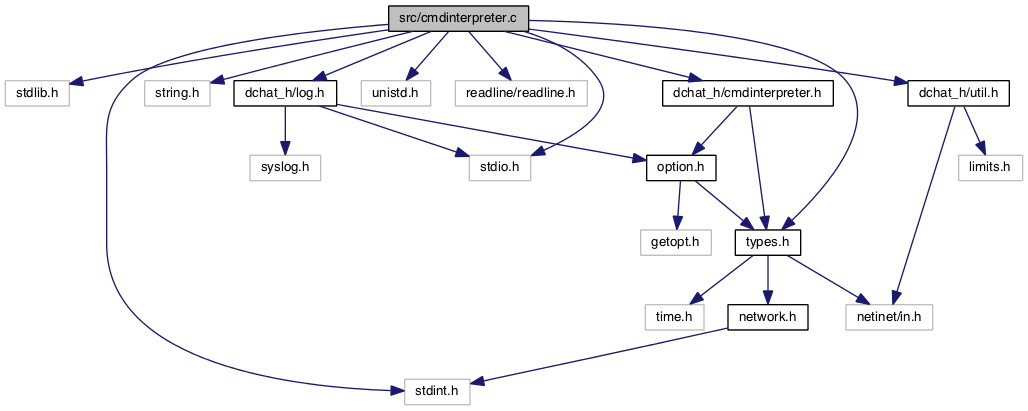 src/cmdinterpreter.c
stdlib.h
string.h
dchat_h/log.h
unistd.h
readline/readline.h
dchat_h/cmdinterpreter.h
dchat_h/util.h
syslog.h
stdio.h
option.h
limits.h
getopt.h
types.h
time.h
network.h
netinet/in.h
stdint.h